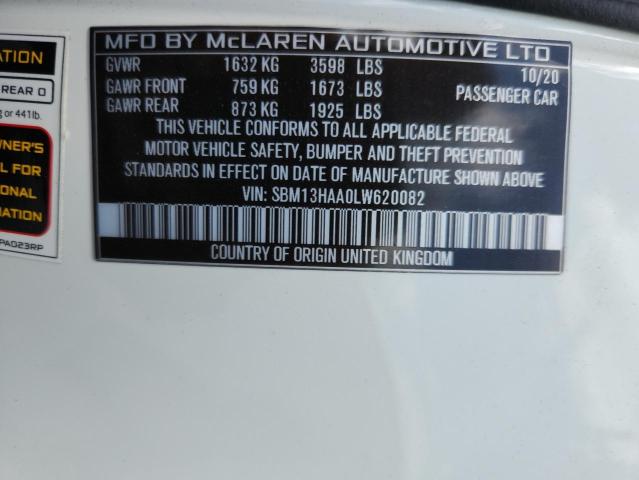 ATION
REAR 0
g or 441lb.
WNER'S
L FOR
ONAL
MATION
PA023RP
MFD BY McLAREN AUTOMOTIVE LTD
GVWR 1632 KG 3598 LBS 10/20
GAWR FRONT 759 KG 1673 LBS PASSENGER CAR
GAWR REAR 873 KG 1925 LBS
THIS VEHICLE CONFORMS TO ALL APPLICABLE FEDERAL
MOTOR VEHICLE SAFETY, BUMPER AND THEFT PREVENTION
STANDARDS IN EFFECT ON DATE OF MANUFACTURE SHOWN ABOVE
VIN: SBM13HAA0LW620082
COUNTRY OF ORIGIN UNITED KINGDOM